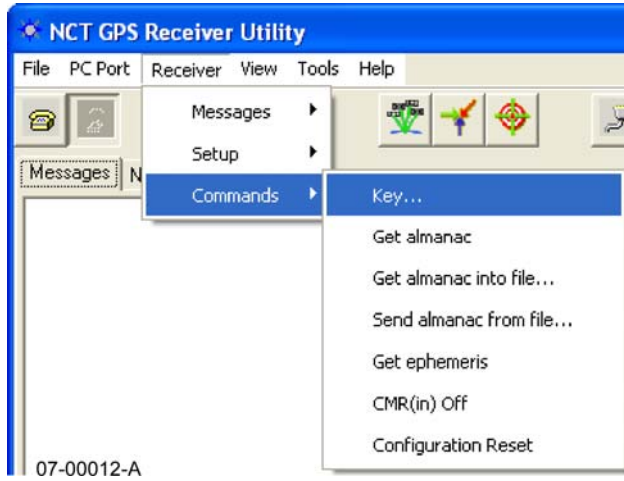 NCT GPS Receiver Utility
File PC Port Receiver View Tools Help
Messages
Setup
Messages N
Commands
Key...
Get almanac
Get almanac into file...
Send almanac from file...
Get ephemeris
CMR(in) Off
Configuration Reset
07-00012-A